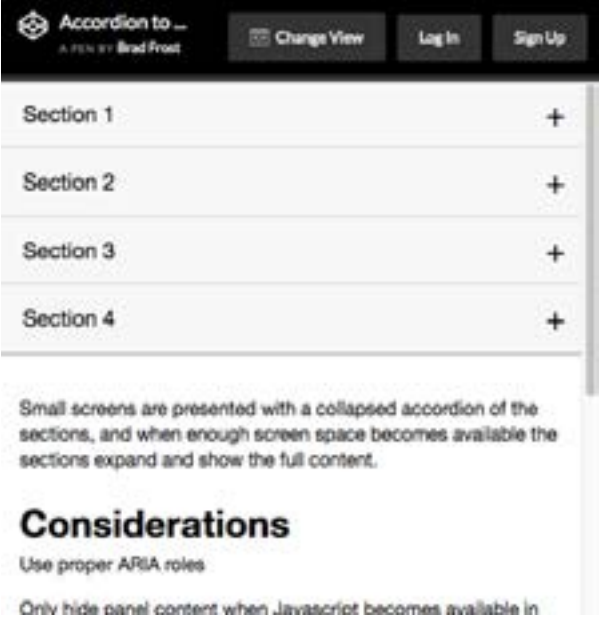 Accordion to ...
A PEN BY Brad Frost
Change View
Log In
Sign Up
Section 1 +
Section 2 +
Section 3 +
Section 4 +
Small screens are presented with a collapsed accordion of the
sections, and when enough screen space becomes available the
sections expand and show the full content.
Considerations
Use proper ARIA roles
Only hide panel content when Javascript becomes available in